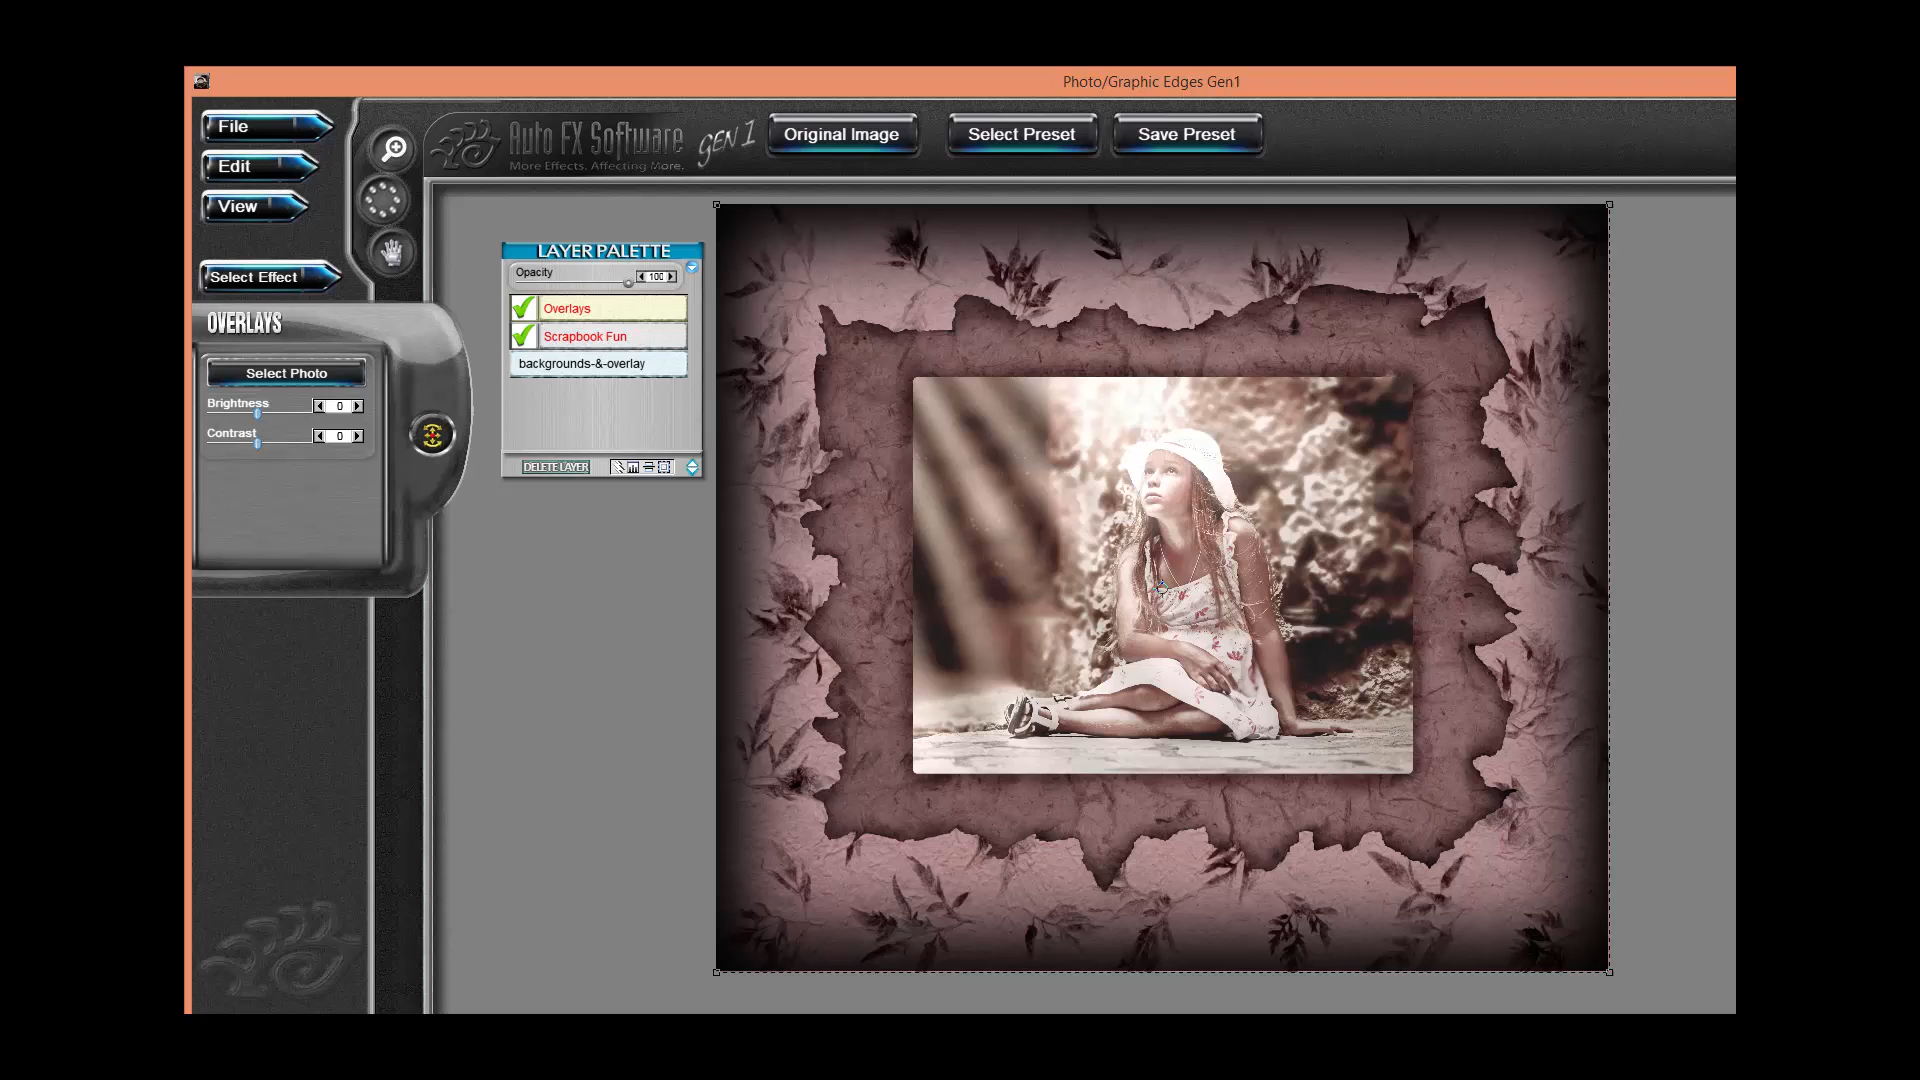 Photo/Graphic Edges Gen1
File
Edit
View
Auto FX Software
More Effects. Affecting More.
GEN 1
Original Image
Select Preset
Save Preset
Select Effect
OVERLAYS
Select Photo
Brightness
0
Contrast
0
LAYER PALETTE
Opacity
100
Overlays
Scrapbook Fun
backgrounds-&-overlay
DELETE LAYER